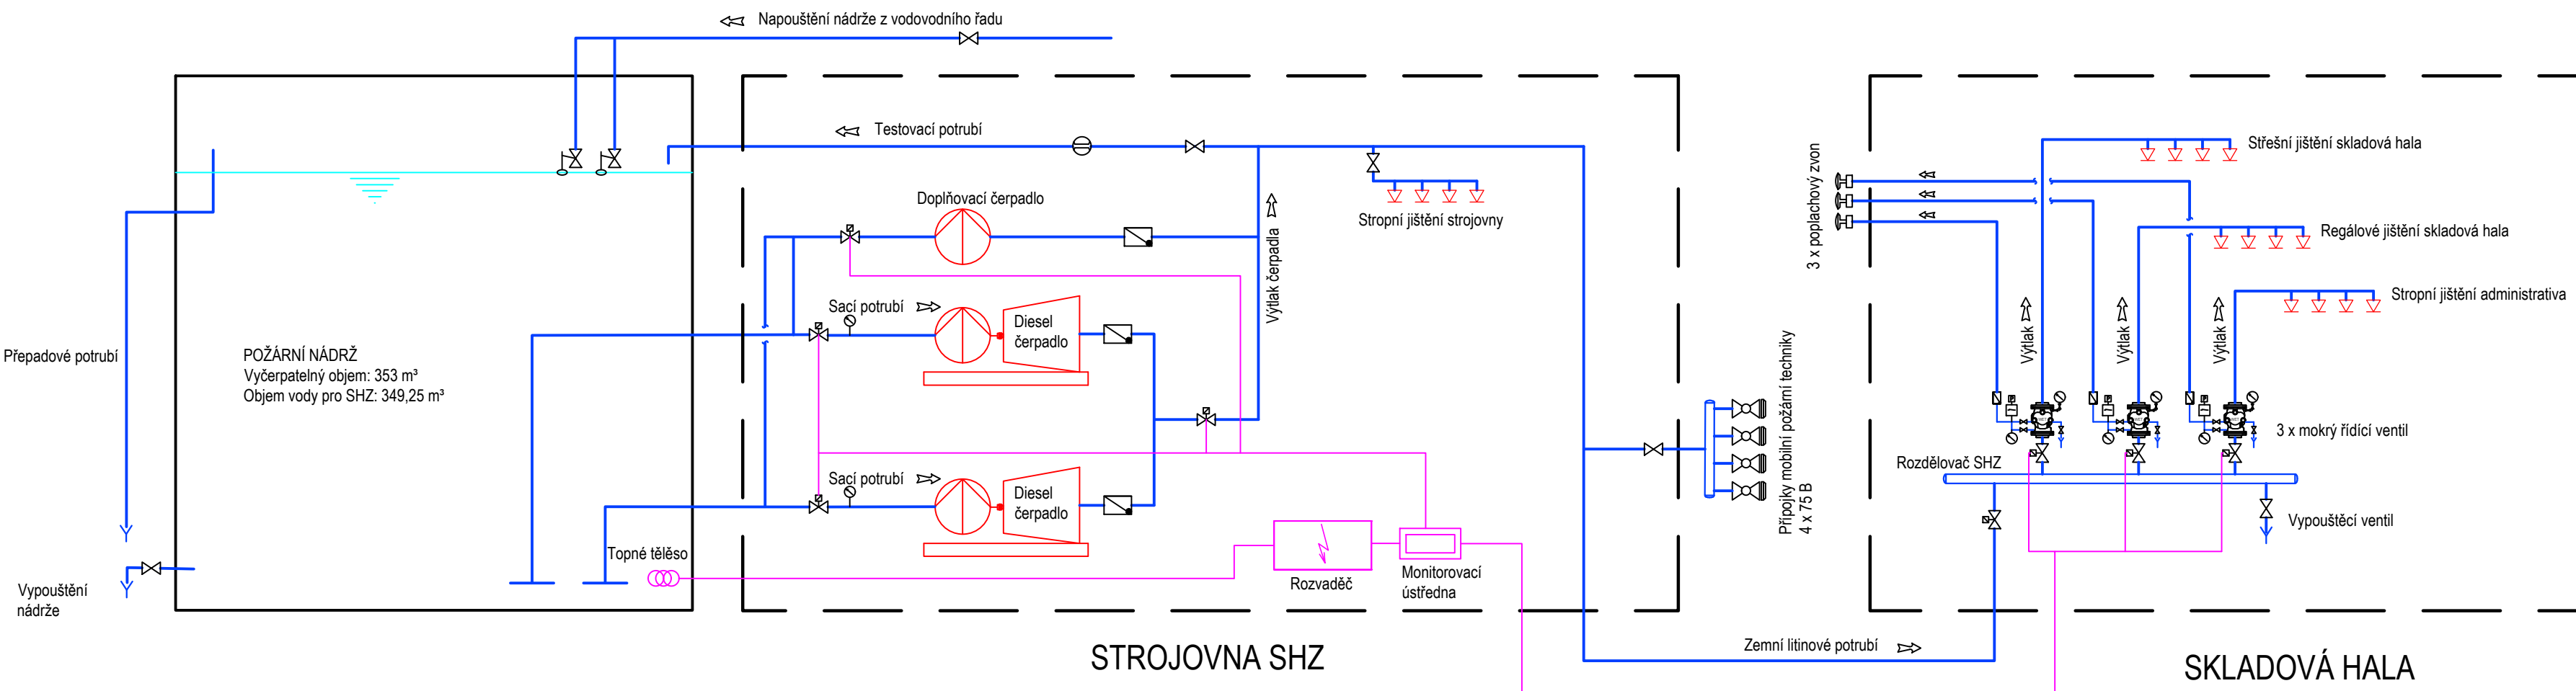 Napouštění nádrže z vodovodního řadu
Testovací potrubí
Doplňovací čerpadlo
Stropní jištění strojovny
Výtlak čerpadla
Sací potrubí
Diesel
čerpadlo
Sací potrubí
Diesel
čerpadlo
Přepadové potrubí
POŽÁRNÍ NÁDRŽ
Vyčerpatelný objem: 353 m³
Objem vody pro SHZ: 349,25 m³
Topné tělěso
Vypouštění
nádrže
Rozvaděč
Monitorovací
ústředna
STROJOVNA SHZ
Přípojky mobilní požární techniky
4 x 75 B
3 x poplachový zvon
Střešní jištění skladová hala
Regálové jištění skladová hala
Stropní jištění administrativa
Výtlak
Výtlak
Výtlak
3 x mokrý řídící ventil
Rozdělovač SHZ
Vypouštěcí ventil
Zemní litinové potrubí
SKLADOVÁ HALA